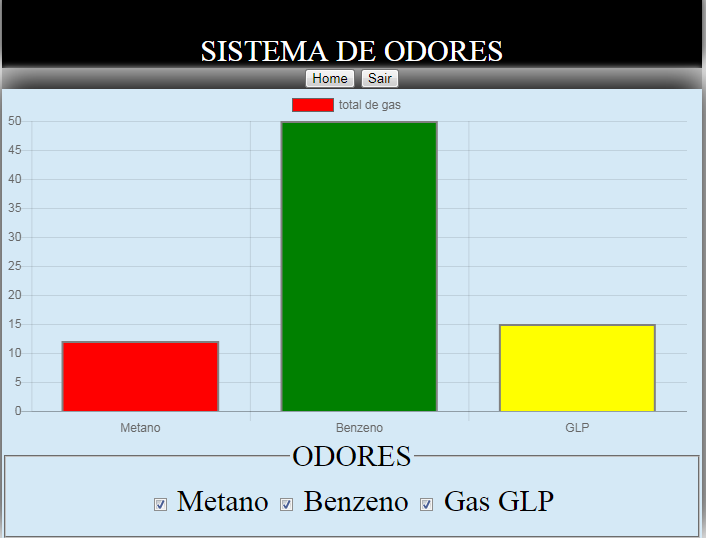 SISTEMA DE ODORES
Home Sair
total de gas
50
45
40
35
30
25
20
15
10
5
0
Metano Benzeno GLP
ODORES
Metano Benzeno Gas GLP